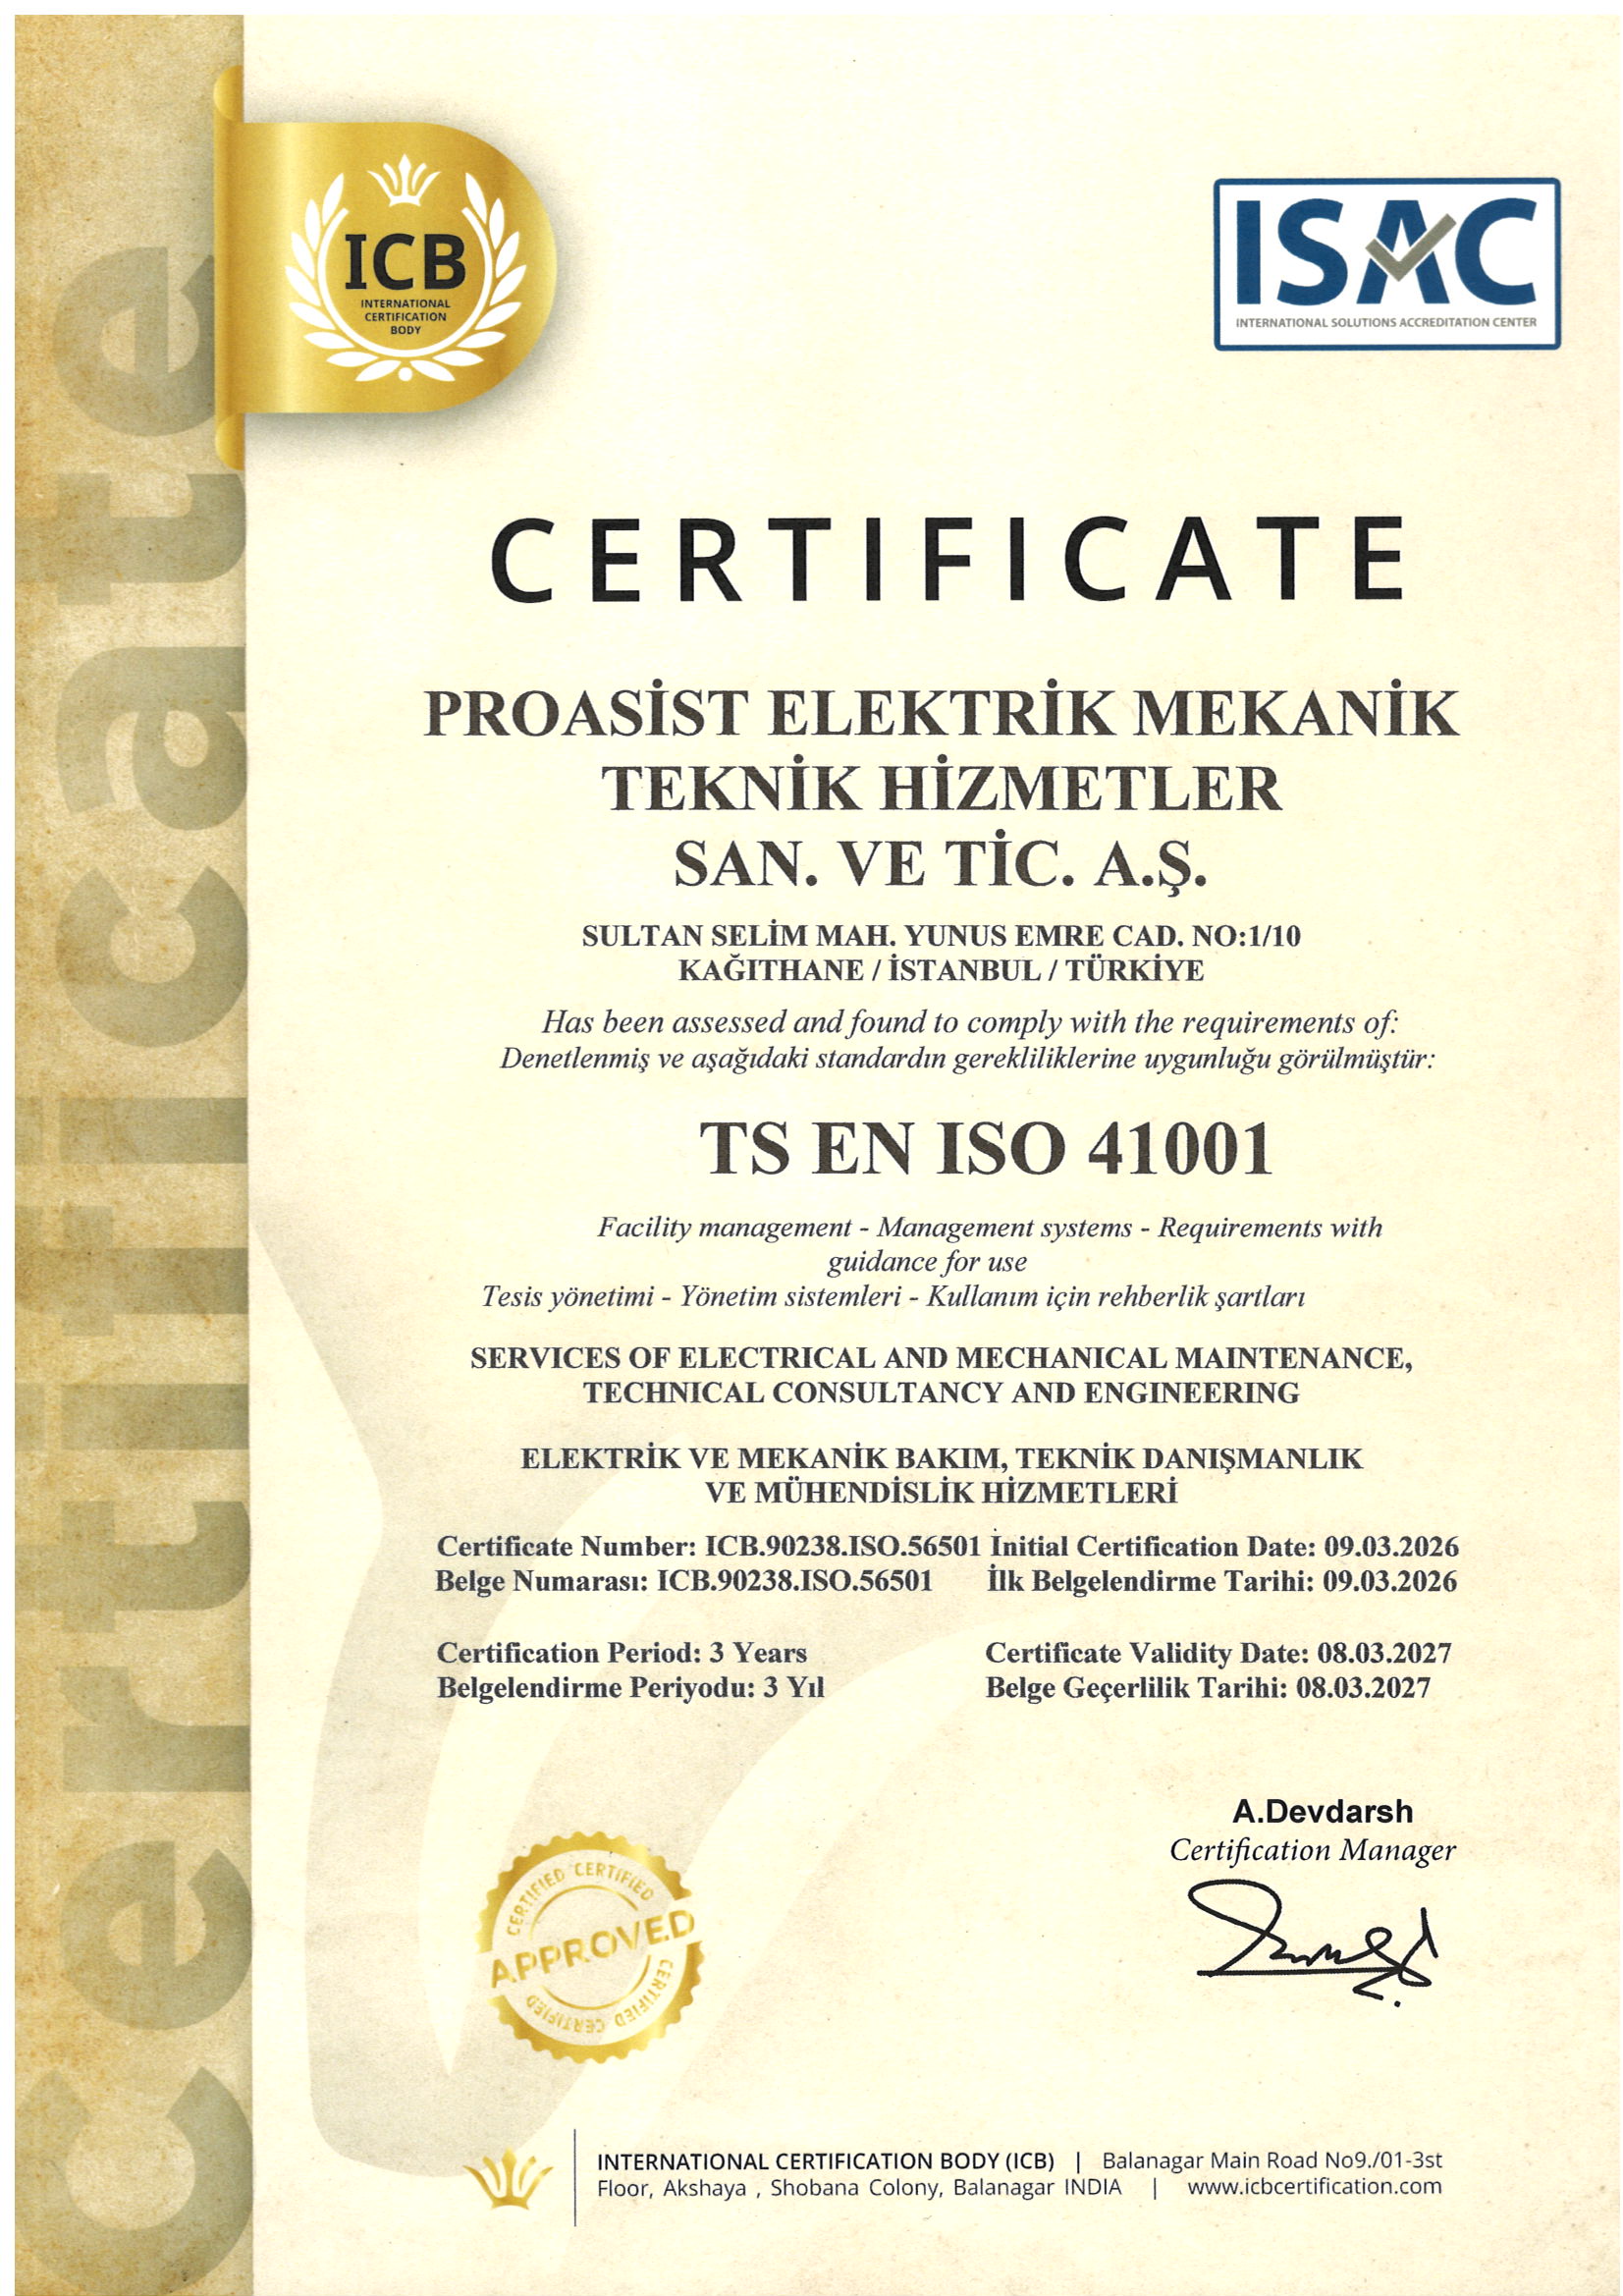 ICB
INTERNATIONAL
CERTIFICATION
BODY
ISAC
INTERNATIONAL SOLUTIONS ACCREDITATION CENTER
certificate
CERTIFICATE
PROASİST ELEKTRİK MEKANİK
TEKNİK HİZMETLER
SAN. VE TİC. A.Ş.
SULTAN SELİM MAH. YUNUS EMRE CAD. NO:1/10
KAĞITHANE / İSTANBUL / TÜRKİYE
Has been assessed and found to comply with the requirements of:
Denetlenmiş ve aşağıdaki standardın gerekliliklerine uygunluğu görülmüştür:
TS EN ISO 41001
Facility management - Management systems - Requirements with
guidance for use
Tesis yönetimi - Yönetim sistemleri - Kullanım için rehberlik şartları
SERVICES OF ELECTRICAL AND MECHANICAL MAINTENANCE,
TECHNICAL CONSULTANCY AND ENGINEERING
ELEKTRİK VE MEKANİK BAKIM, TEKNİK DANIŞMANLIK
VE MÜHENDİSLİK HİZMETLERİ
Certificate Number: ICB.90238.ISO.56501 İnitial Certification Date: 09.03.2026
Belge Numarası: ICB.90238.ISO.56501 İlk Belgelendirme Tarihi: 09.03.2026
Certification Period: 3 Years Certificate Validity Date: 08.03.2027
Belgelendirme Periyodu: 3 Yıl Belge Geçerlilik Tarihi: 08.03.2027
A.Devdarsh
Certification Manager
CERTIFIED CERTIFIED
APPROVED
CERTIFIED CERTIFIED CERTIFIED
INTERNATIONAL CERTIFICATION BODY (ICB) | Balanagar Main Road No9./01-3st
Floor, Akshaya , Shobana Colony, Balanagar INDIA | www.icbcertification.com